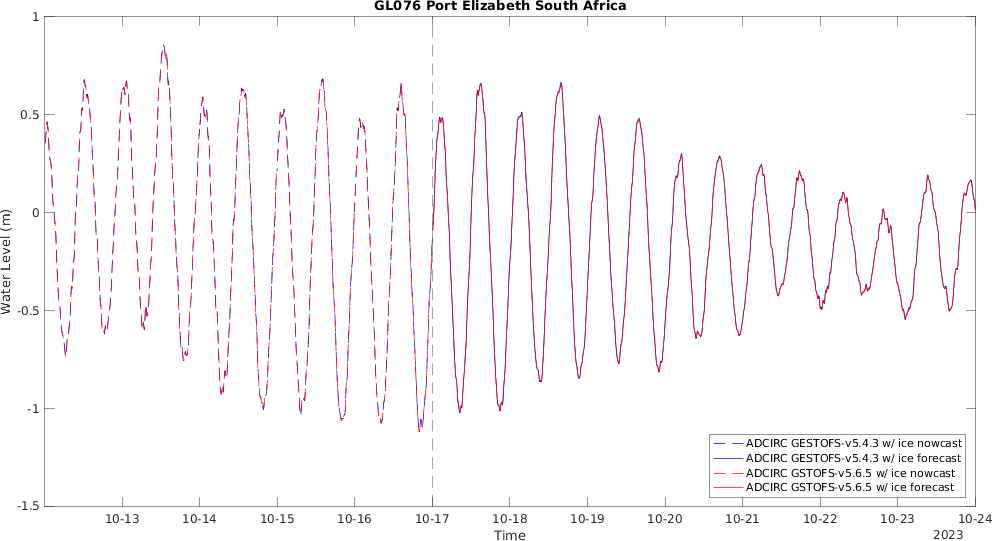 GL076 Port Elizabeth South Africa
1
0.5
0
-0.5
-1
-1.5
Water Level (m)
ADCIRC GESTOFS-v5.4.3 w/ ice nowcast
ADCIRC GESTOFS-v5.4.3 w/ ice forecast
ADCIRC GSTOFS-v5.6.5 w/ ice nowcast
ADCIRC GSTOFS-v5.6.5 w/ ice forecast
10-13 10-14 10-15 10-16 10-17 10-18 10-19 10-20 10-21 10-22 10-23 10-24
Time
2023